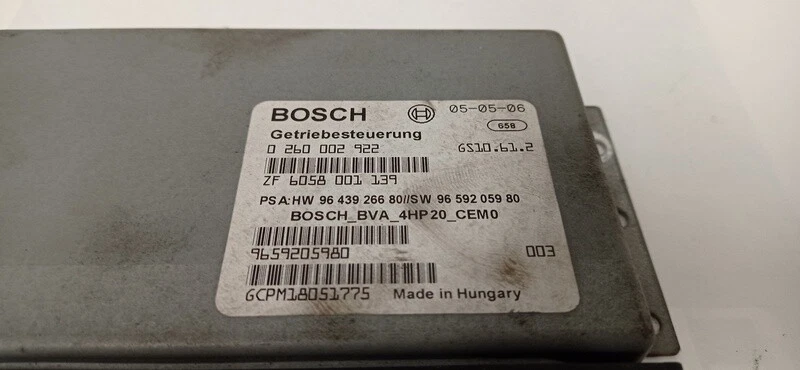 BOSCH 05-05-06
Getriebesteuerung 658
0 260 002 922 GS10.61.2
ZF 6058 001 139
PSA:HW 96 439 266 80//SW 96 592 059 80
BOSCH_BVA_4HP20_CEM0
9659205980 003
GCPM18051775 Made in Hungary